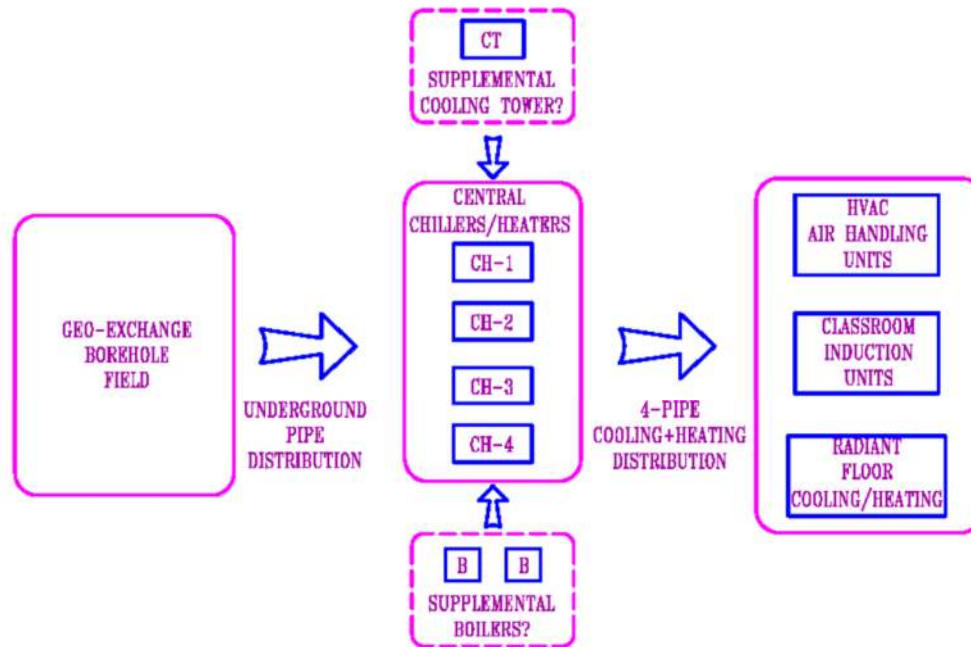 CT
SUPPLEMENTAL
COOLING TOWER?
GEO-EXCHANGE
BOREHOLE
FIELD
UNDERGROUND
PIPE
DISTRIBUTION
CENTRAL
CHILLERS/HEATERS
CH-1
CH-2
CH-3
CH-4
B B
SUPPLEMENTAL
BOILERS?
4-PIPE
COOLING+HEATING
DISTRIBUTION
HVAC
AIR HANDLING
UNITS
CLASSROOM
INDUCTION
UNITS
RADIANT
FLOOR
COOLING/HEATING